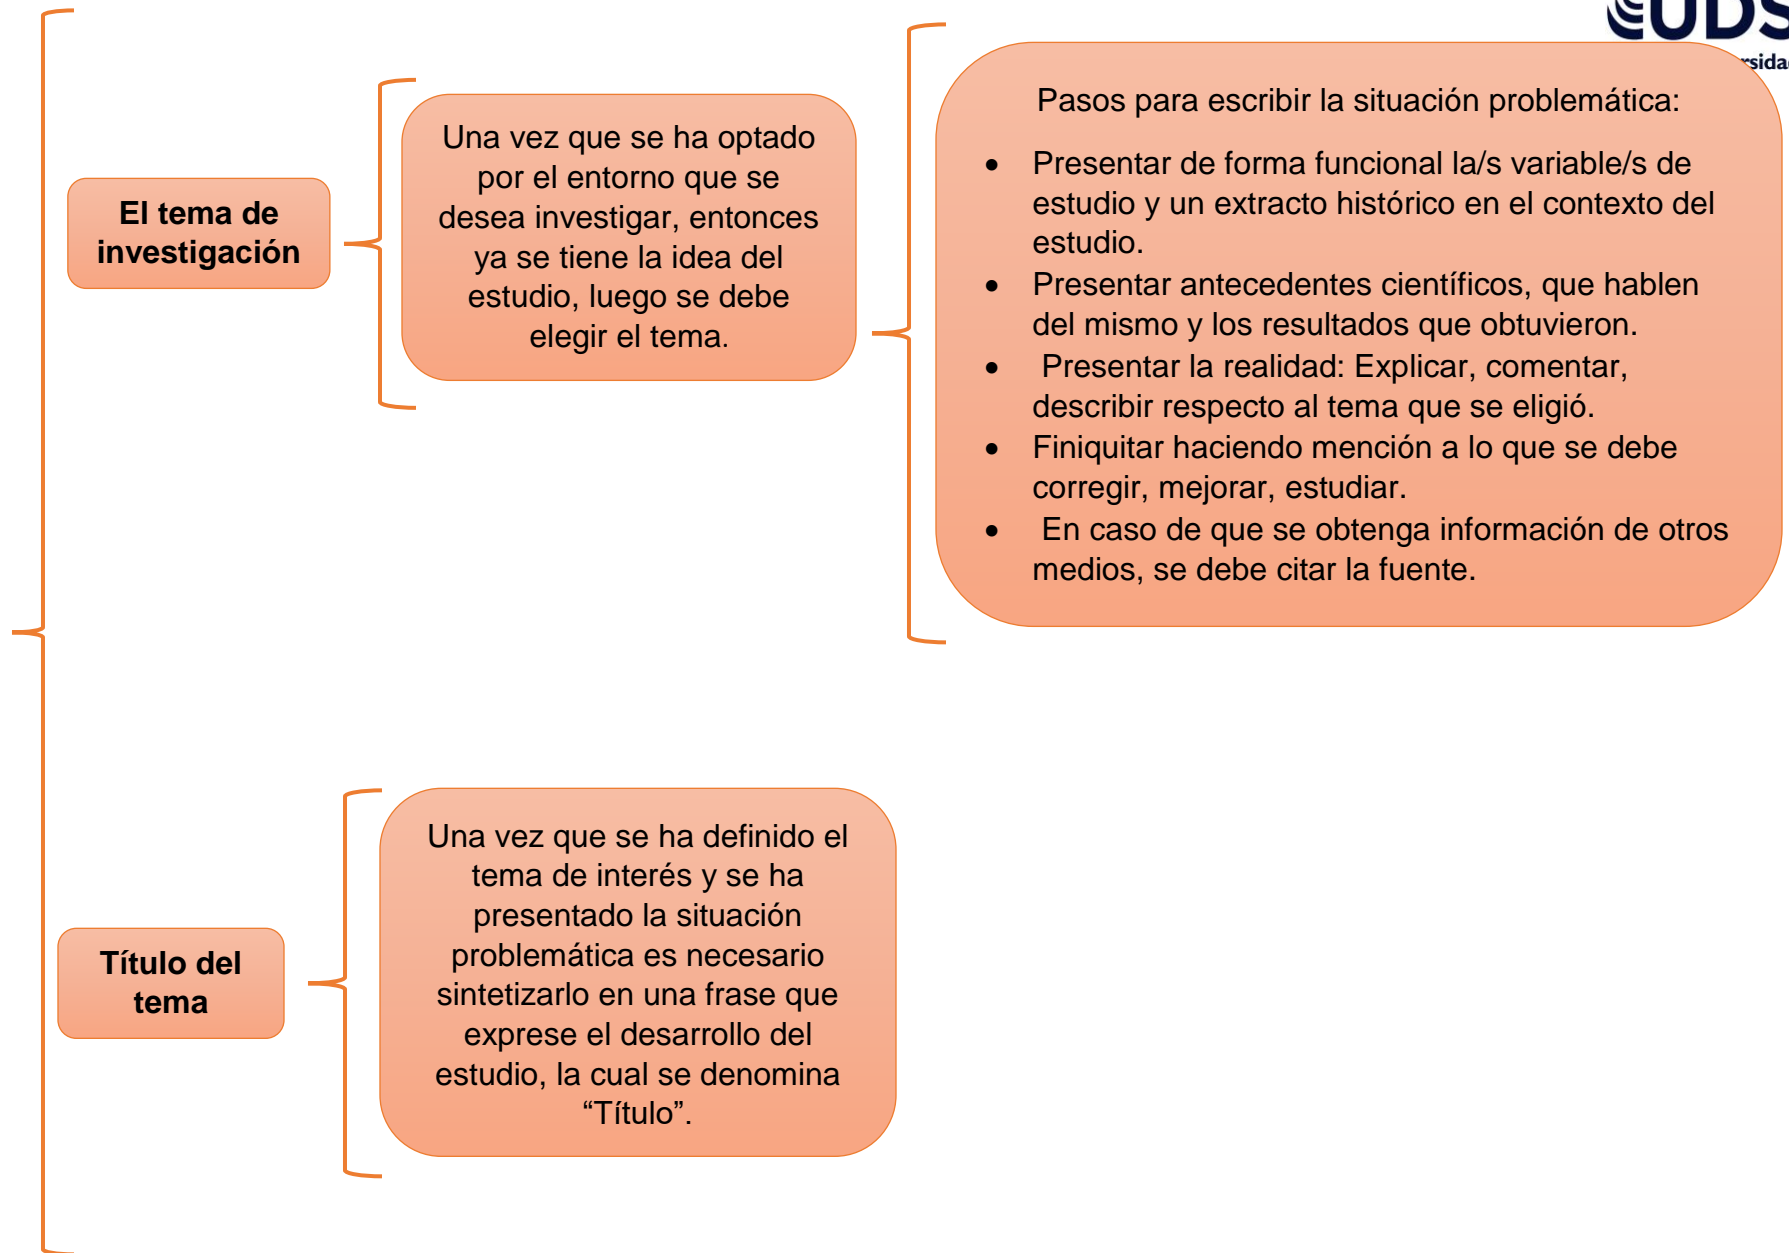 UDS
El tema de
investigación
Una vez que se ha optado
por el entorno que se
desea investigar, entonces
ya se tiene la idea del
estudio, luego se debe
elegir el tema.
Pasos para escribir la situación problemática:
• Presentar de forma funcional la/s variable/s de
estudio y un extracto histórico en el contexto del
estudio.
• Presentar antecedentes científicos, que hablen
del mismo y los resultados que obtuvieron.
• Presentar la realidad: Explicar, comentar,
describir respecto al tema que se eligió.
• Finiquitar haciendo mención a lo que se debe
corregir, mejorar, estudiar.
• En caso de que se obtenga información de otros
medios, se debe citar la fuente.
Título del
tema
Una vez que se ha definido el
tema de interés y se ha
presentado la situación
problemática es necesario
sintetizarlo en una frase que
exprese el desarrollo del
estudio, la cual se denomina
“Título”.